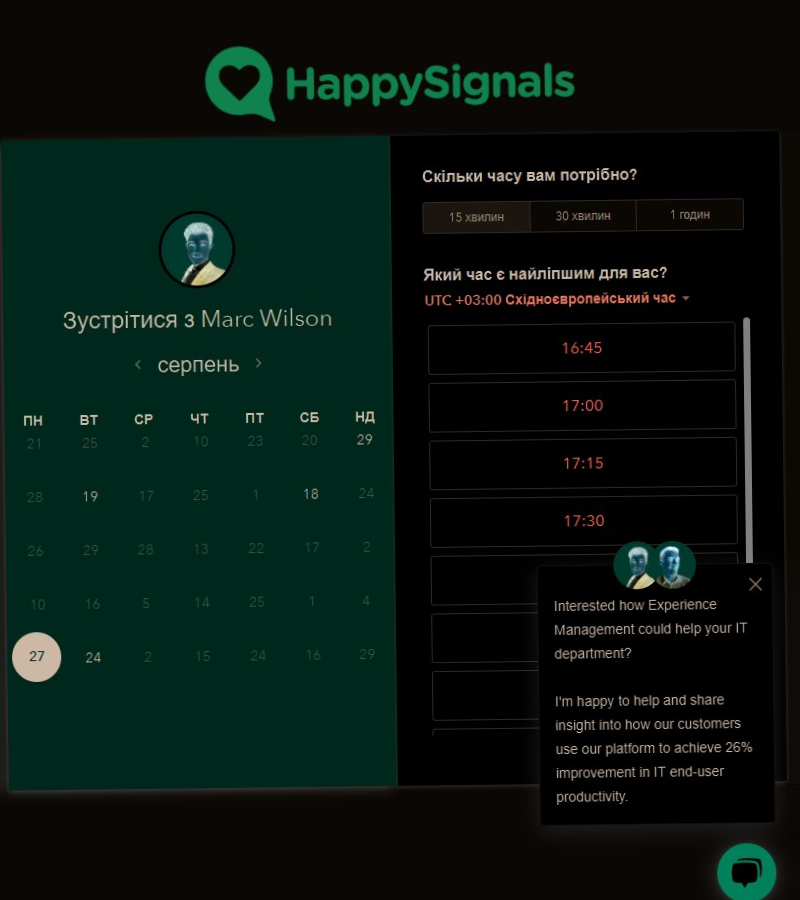 HappySignals
Зустрітися з Marc Wilson
серпень
ПН ВТ СР ЧТ ПТ СБ НД
21 25 2 10 23 20 29
28 19 17 25 1 18 24
26 29 28 13 22 17 2
10 16 5 14 25 1 4
27 24 2 15 24 16 29
Скільки часу вам потрібно?
15 хвилин 30 хвилин 1 годин
Який час є найліпшим для вас?
UTC +03:00 Східноєвропейський час
16:45
17:00
17:15
17:30
Interested how Experience
Management could help your IT
department?
I'm happy to help and share
insight into how our customers
use our platform to achieve 26%
improvement in IT end-user
productivity.